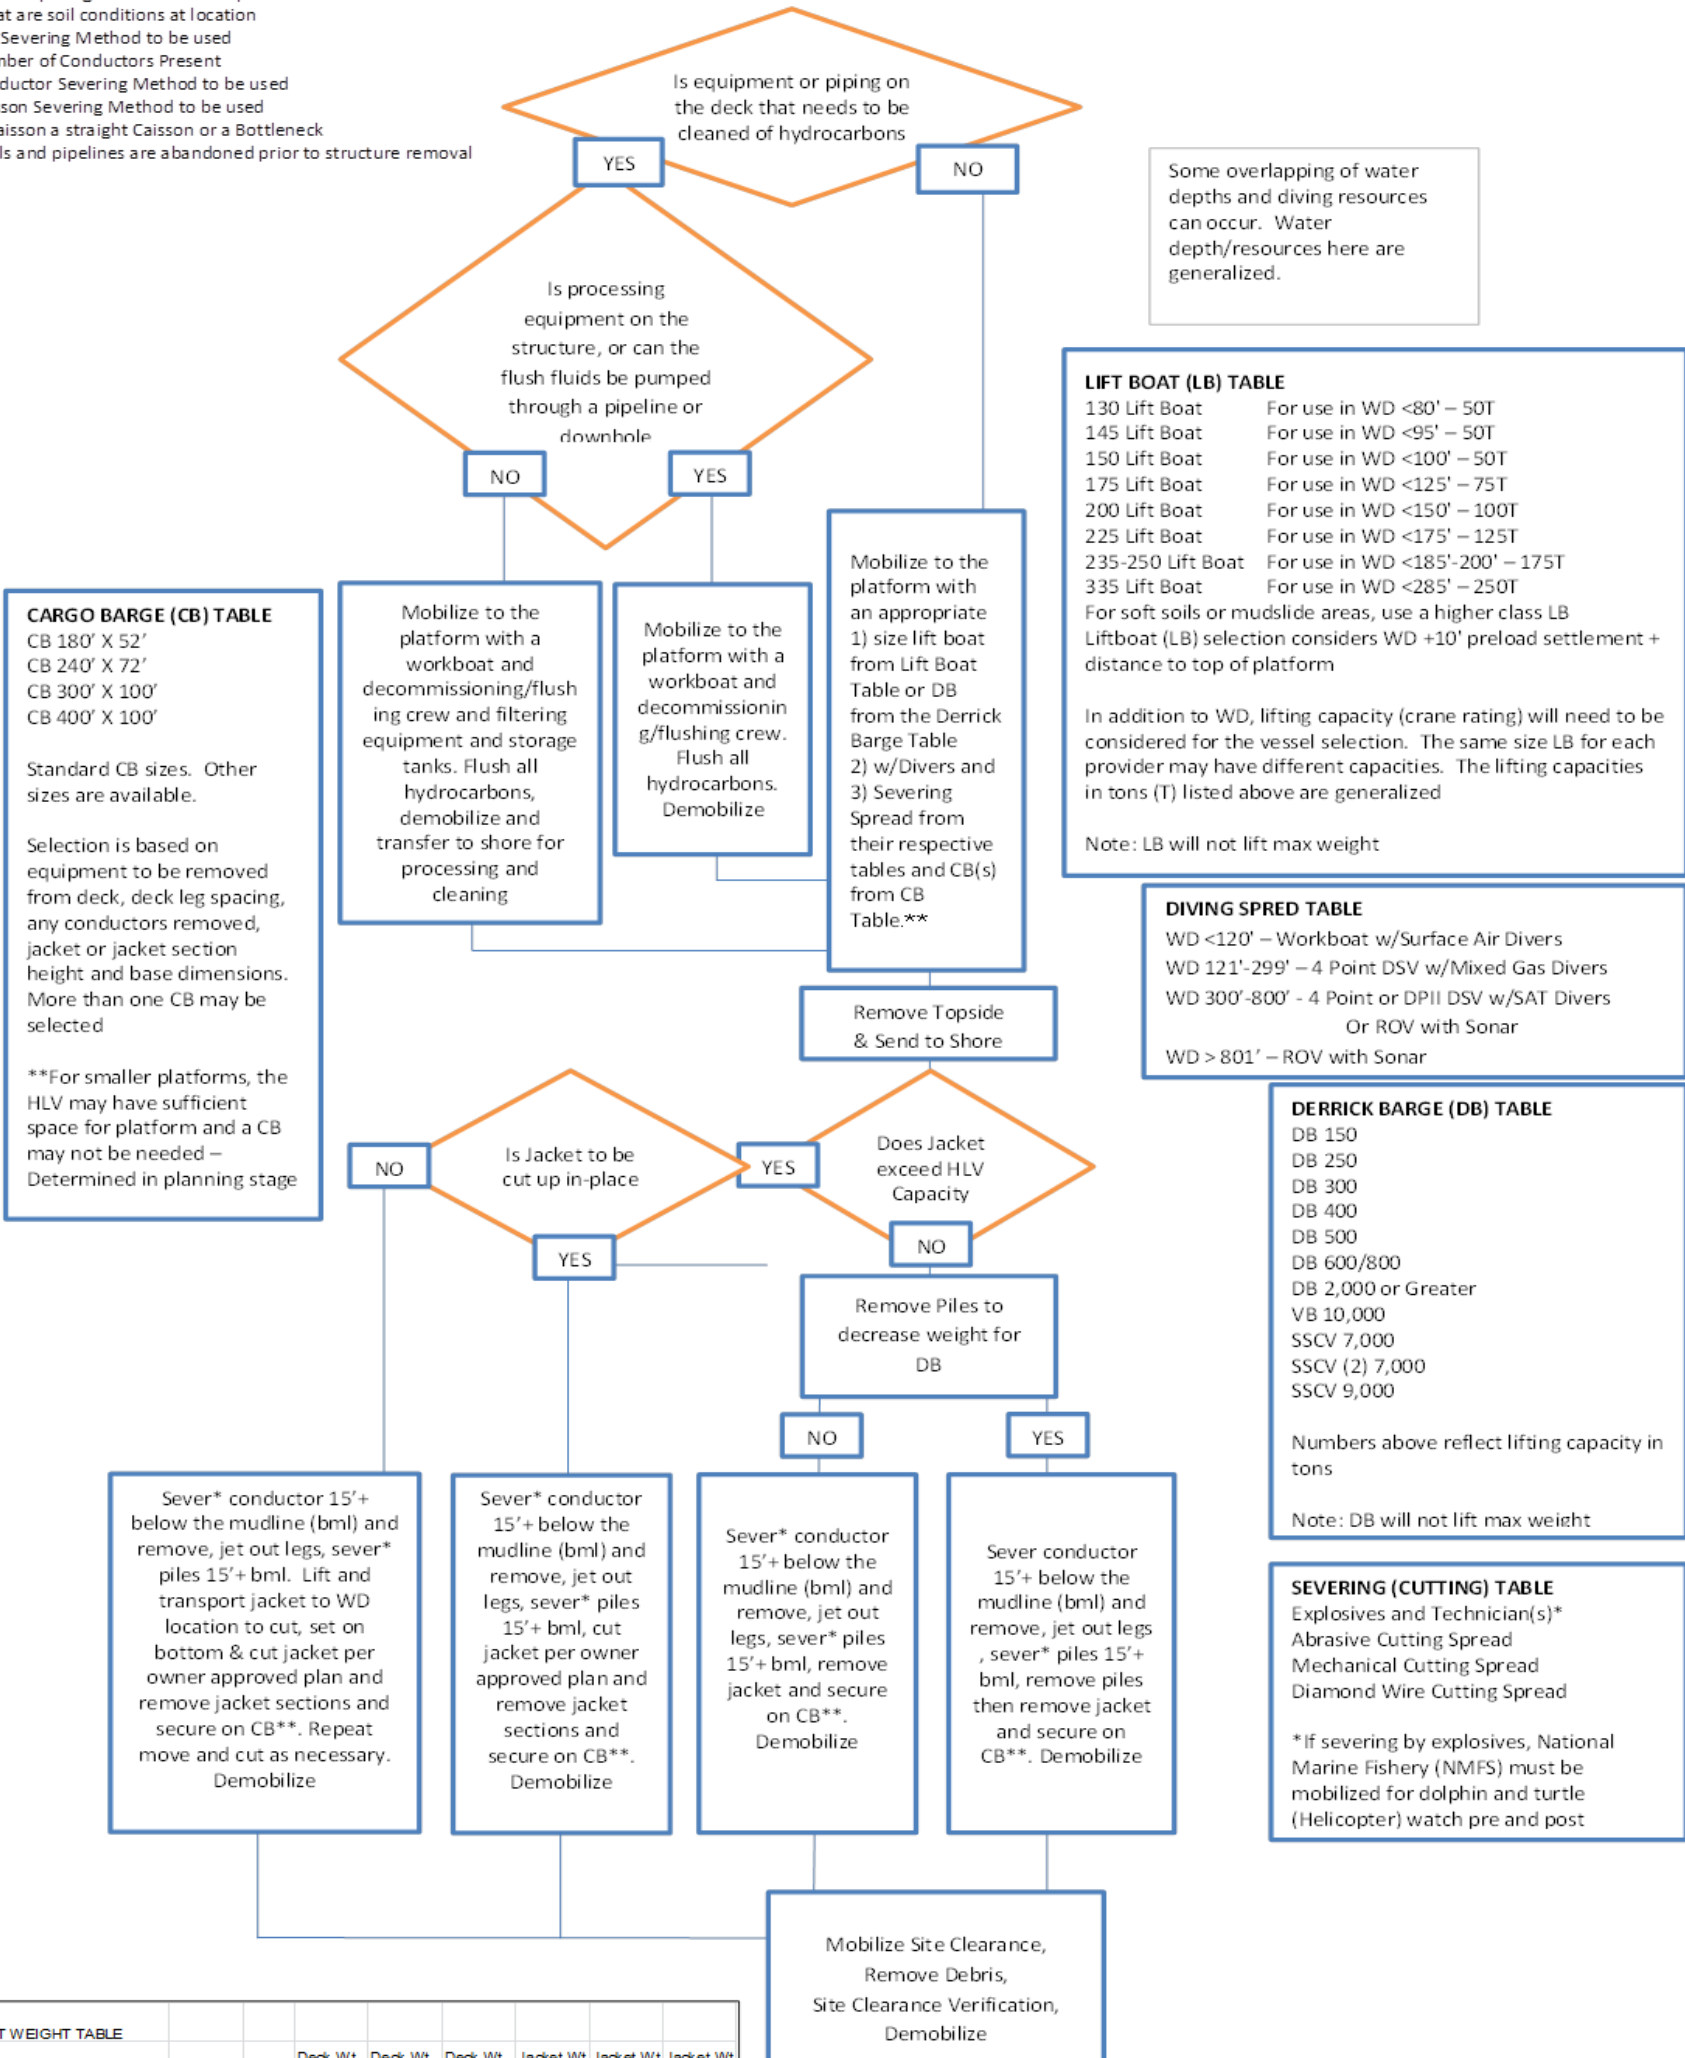 at are soil conditions at location
Severing Method to be used
nber of Conductors Present
ductor Severing Method to be used
son Severing Method to be used
aisson a straight Caisson or a Bottleneck
ls and pipelines are abandoned prior to structure removal
Is equipment or piping on
the deck that needs to be
cleaned of hydrocarbons
YES
NO
Some overlapping of water
depths and diving resources
can occur. Water
depth/resources here are
generalized.
Is processing
equipment on the
structure, or can the
flush fluids be pumped
through a pipeline or
downhole
NO
YES
LIFT BOAT (LB) TABLE
130 Lift Boat For use in WD <80' – 50T
145 Lift Boat For use in WD <95' – 50T
150 Lift Boat For use in WD <100' – 50T
175 Lift Boat For use in WD <125' – 75T
200 Lift Boat For use in WD <150' – 100T
225 Lift Boat For use in WD <175' – 125T
235-250 Lift Boat For use in WD <185'-200' – 175T
335 Lift Boat For use in WD <285' – 250T
For soft soils or mudslide areas, use a higher class LB
Liftboat (LB) selection considers WD +10' preload settlement +
distance to top of platform
In addition to WD, lifting capacity (crane rating) will need to be
considered for the vessel selection. The same size LB for each
provider may have different capacities. The lifting capacities
in tons (T) listed above are generalized
Note: LB will not lift max weight
CARGO BARGE (CB) TABLE
CB 180' X 52'
CB 240' X 72'
CB 300' X 100'
CB 400' X 100'
Standard CB sizes. Other
sizes are available.
Selection is based on
equipment to be removed
from deck, deck leg spacing,
any conductors removed,
jacket or jacket section
height and base dimensions.
More than one CB may be
selected
**For smaller platforms, the
HLV may have sufficient
space for platform and a CB
may not be needed –
Determined in planning stage
Mobilize to the
platform with a
workboat and
decommissioning/flush
ing crew and filtering
equipment and storage
tanks. Flush all
hydrocarbons,
demobilize and
transfer to shore for
processing and
cleaning
Mobilize to the
platform with a
workboat and
decommissionin
g/flushing crew.
Flush all
hydrocarbons.
Demobilize
Mobilize to the
platform with
an appropriate
1) size lift boat
from Lift Boat
Table or DB
from the Derrick
Barge Table
2) w/Divers and
3) Severing
Spread from
their respective
tables and CB(s)
from CB
Table.**
DIVING SPRED TABLE
WD <120' – Workboat w/Surface Air Divers
WD 121'-299' – 4 Point DSV w/Mixed Gas Divers
WD 300'-800' - 4 Point or DPII DSV w/SAT Divers
Or ROV with Sonar
WD > 801' – ROV with Sonar
Remove Topside
& Send to Shore
Does Jacket
exceed HLV
Capacity
YES
NO
Is Jacket to be
cut up in-place
NO
YES
DERRICK BARGE (DB) TABLE
DB 150
DB 250
DB 300
DB 400
DB 500
DB 600/800
DB 2,000 or Greater
VB 10,000
SSCV 7,000
SSCV (2) 7,000
SSCV 9,000
Numbers above reflect lifting capacity in
tons
Note: DB will not lift max weight
Remove Piles to
decrease weight for
DB
NO
YES
Sever* conductor 15'+
below the mudline (bml) and
remove, jet out legs, sever*
piles 15'+ bml. Lift and
transport jacket to WD
location to cut, set on
bottom & cut jacket per
owner approved plan and
remove jacket sections and
secure on CB**. Repeat
move and cut as necessary.
Demobilize
Sever* conductor
15'+ below the
mudline (bml) and
remove, jet out
legs, sever* piles
15'+ bml, cut
jacket per owner
approved plan and
remove jacket
sections and
secure on CB**.
Demobilize
Sever* conductor
15'+ below the
mudline (bml) and
remove, jet out
legs, sever* piles
15'+ bml, remove
jacket and secure
on CB**.
Demobilize
Sever conductor
15'+ below the
mudline (bml) and
remove, jet out legs
, sever* piles 15'+
bml, remove piles
then remove jacket
and secure on
CB**. Demobilize
SEVERING (CUTTING) TABLE
Explosives and Technician(s)*
Abrasive Cutting Spread
Mechanical Cutting Spread
Diamond Wire Cutting Spread
*If severing by explosives, National
Marine Fishery (NMFS) must be
mobilized for dolphin and turtle
(Helicopter) watch pre and post
Mobilize Site Clearance,
Remove Debris,
Site Clearance Verification,
Demobilize
T WEIGHT TABLE
Deck Wt Deck Wt Deck Wt Jacket Wt Jacket Wt Jacket Wt